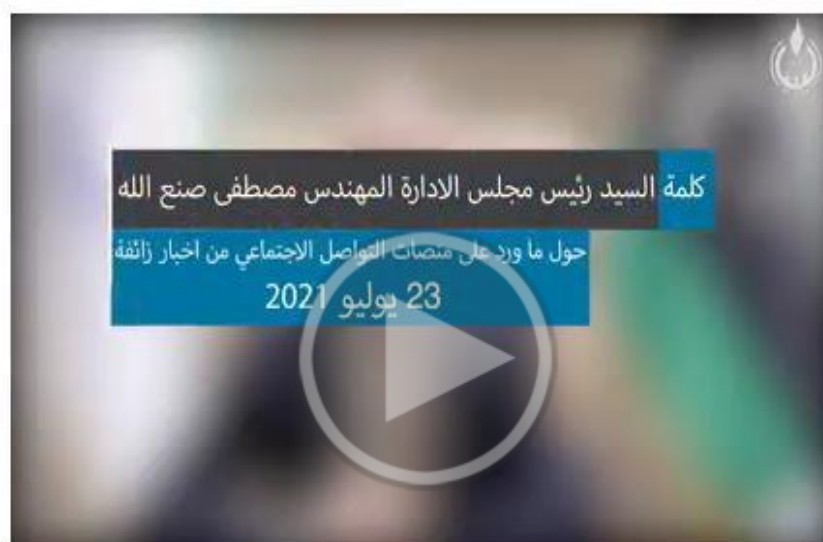 كلمة السيد رئيس مجلس الادارة المهندس مصطفى صنع الله
حول ما ورد على منصات التواصل الاجتماعي من اخبار زائفة
23 يوليو 2021